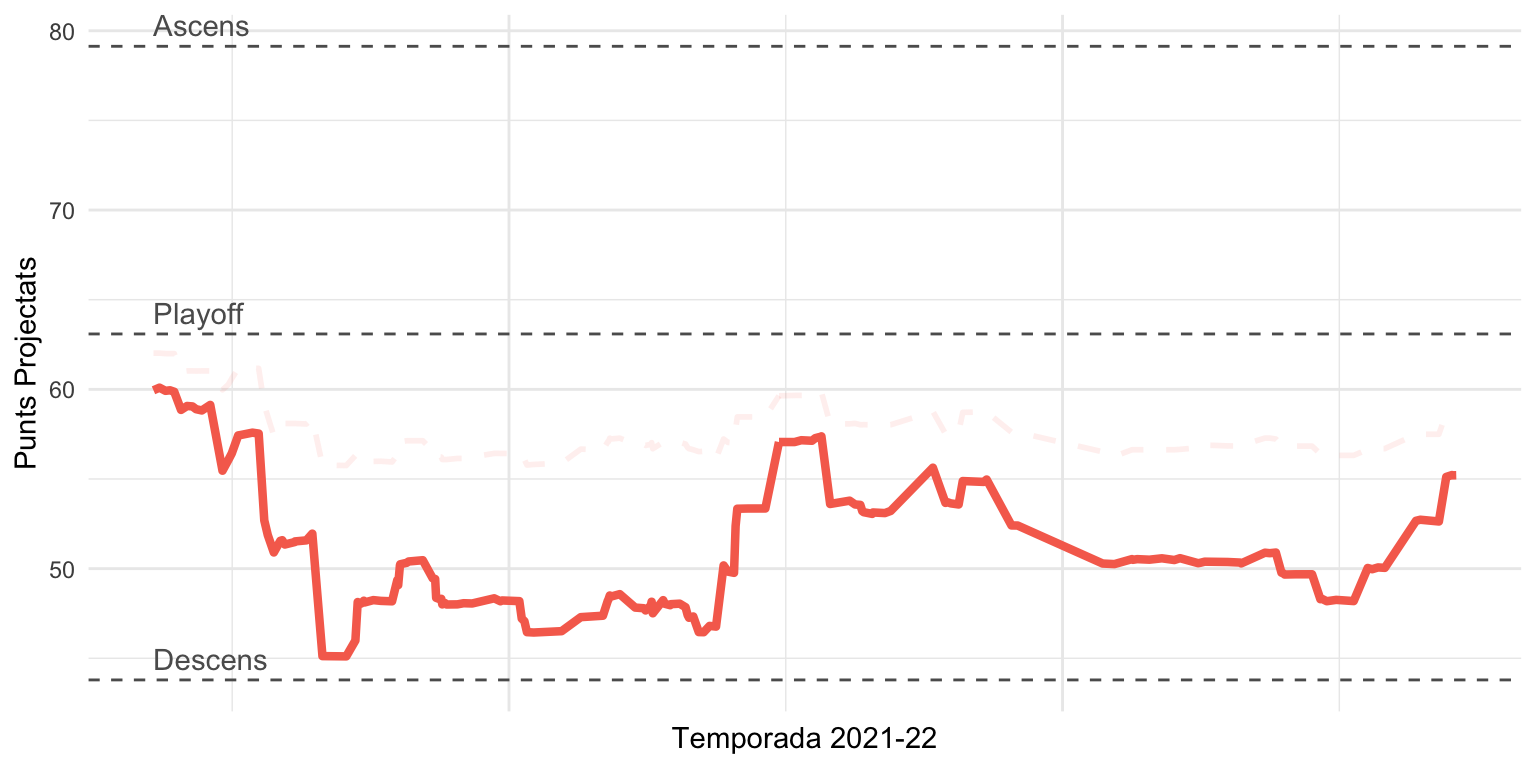 Punts Projectats
80
70
60
50
Ascens
Playoff
Descens
Temporada 2021-22